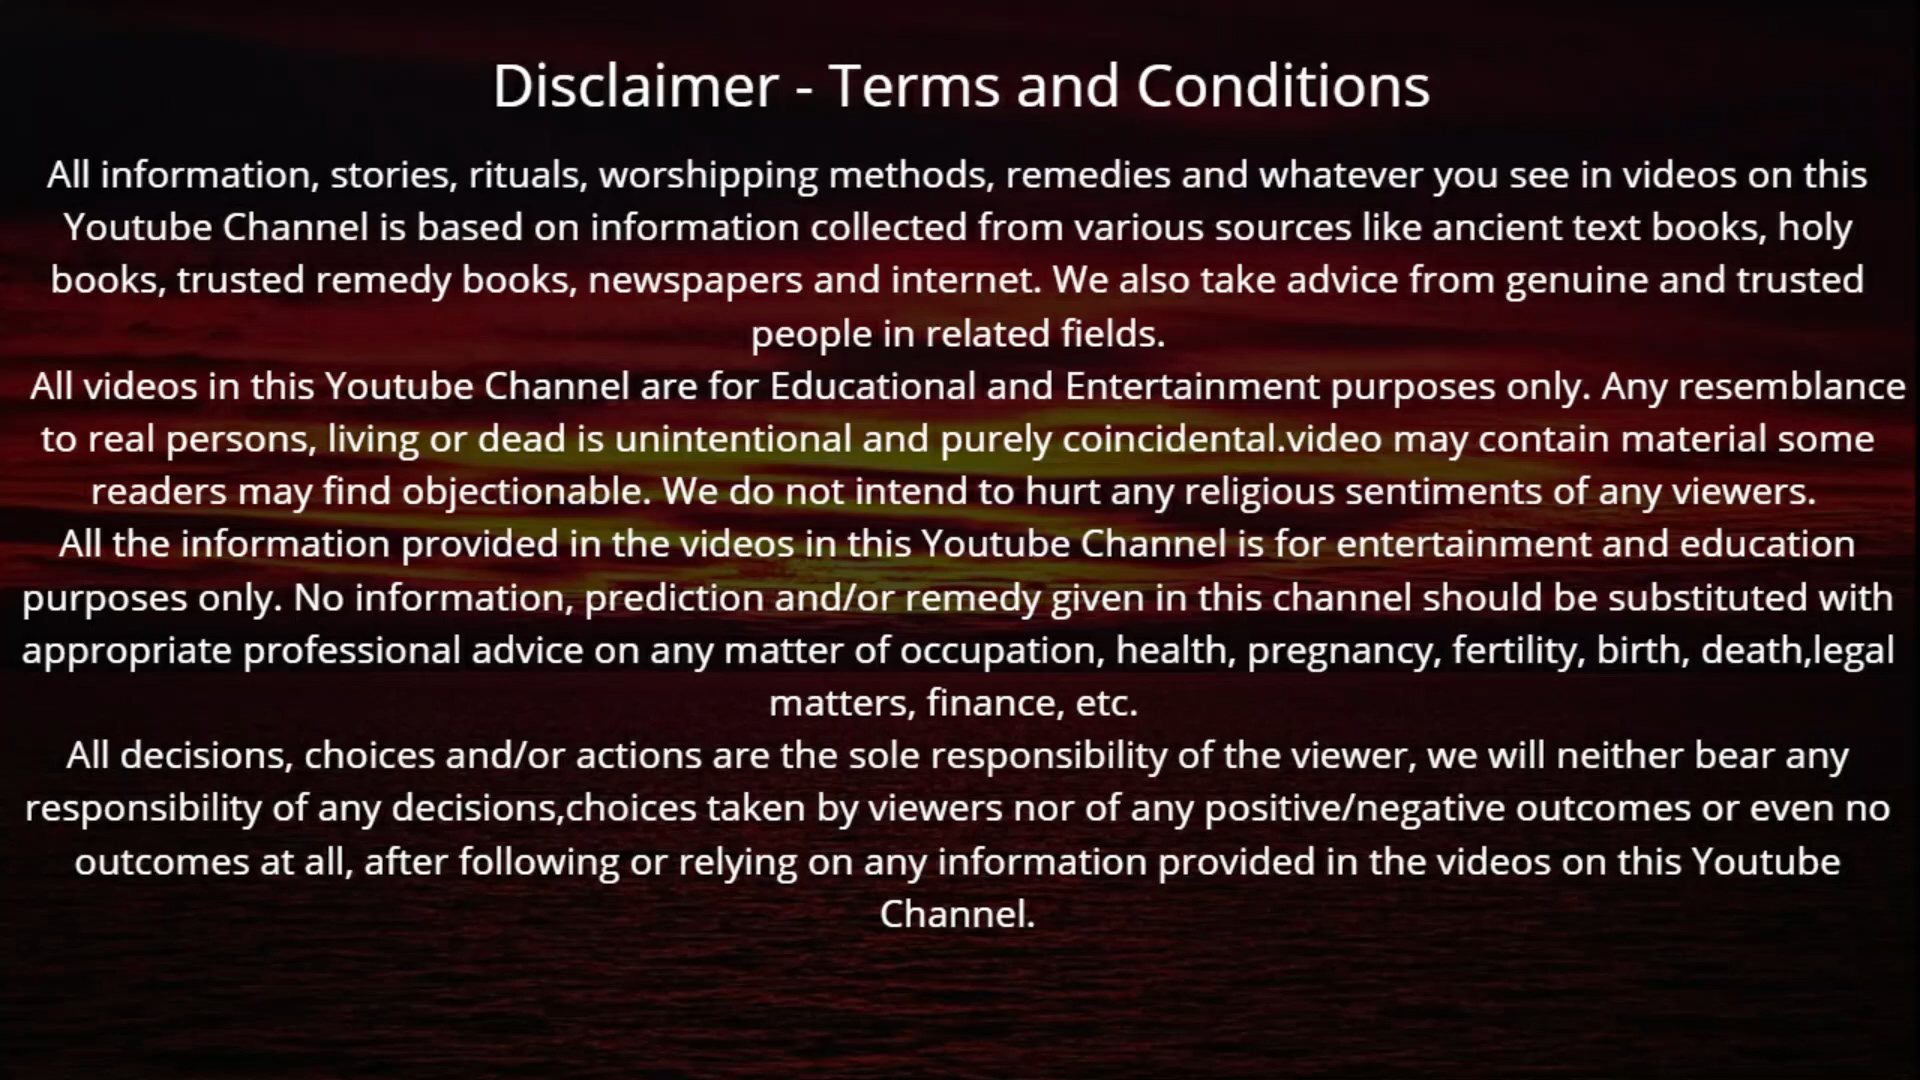 Disclaimer - Terms and Conditions
All information, stories, rituals, worshipping methods, remedies and whatever you see in videos on this
Youtube Channel is based on information collected from various sources like ancient text books, holy
books, trusted remedy books, newspapers and internet. We also take advice from genuine and trusted
people in related fields.
All videos in this Youtube Channel are for Educational and Entertainment purposes only. Any resemblance
to real persons, living or dead is unintentional and purely coincidental.video may contain material some
readers may find objectionable. We do not intend to hurt any religious sentiments of any viewers.
All the information provided in the videos in this Youtube Channel is for entertainment and education
purposes only. No information, prediction and/or remedy given in this channel should be substituted with
appropriate professional advice on any matter of occupation, health, pregnancy, fertility, birth, death,legal
matters, finance, etc.
All decisions, choices and/or actions are the sole responsibility of the viewer, we will neither bear any
responsibility of any decisions,choices taken by viewers nor of any positive/negative outcomes or even no
outcomes at all, after following or relying on any information provided in the videos on this Youtube
Channel.